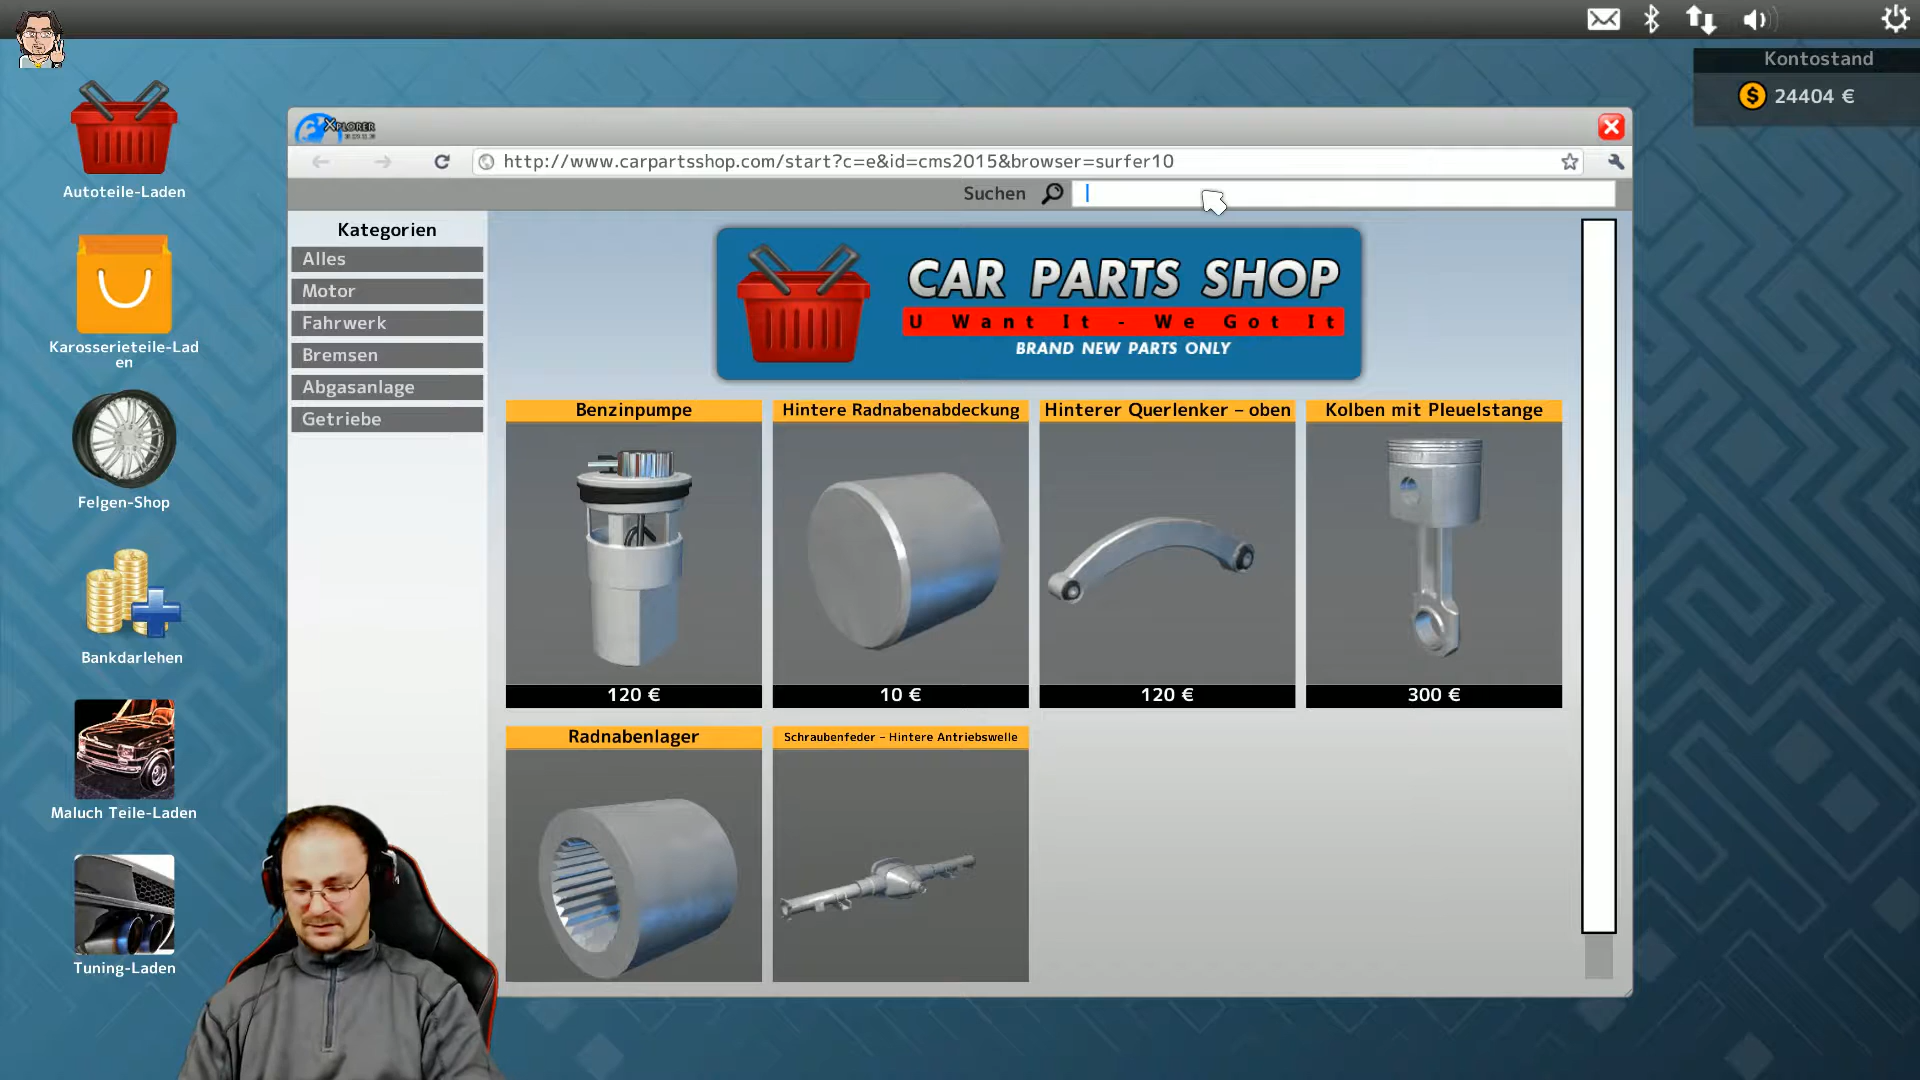 Kontostand
24404 €
Autoteile-Laden
Karosserieteile-Lad
en
Felgen-Shop
Bankdarlehen
Maluch Teile-Laden
Tuning-Laden
XPLORER
http://www.carpartsshop.com/start?c=e&id=cms2015&browser=surfer10
Suchen
Kategorien
Alles
Motor
Fahrwerk
Bremsen
Abgasanlage
Getriebe
CAR PARTS SHOP
U Want It - We Got It
BRAND NEW PARTS ONLY
Benzinpumpe
120 €
Hintere Radnabenabdeckung
10 €
Hinterer Querlenker – oben
120 €
Kolben mit Pleuelstange
300 €
Radnabenlager
Schraubenfeder – Hintere Antriebswelle